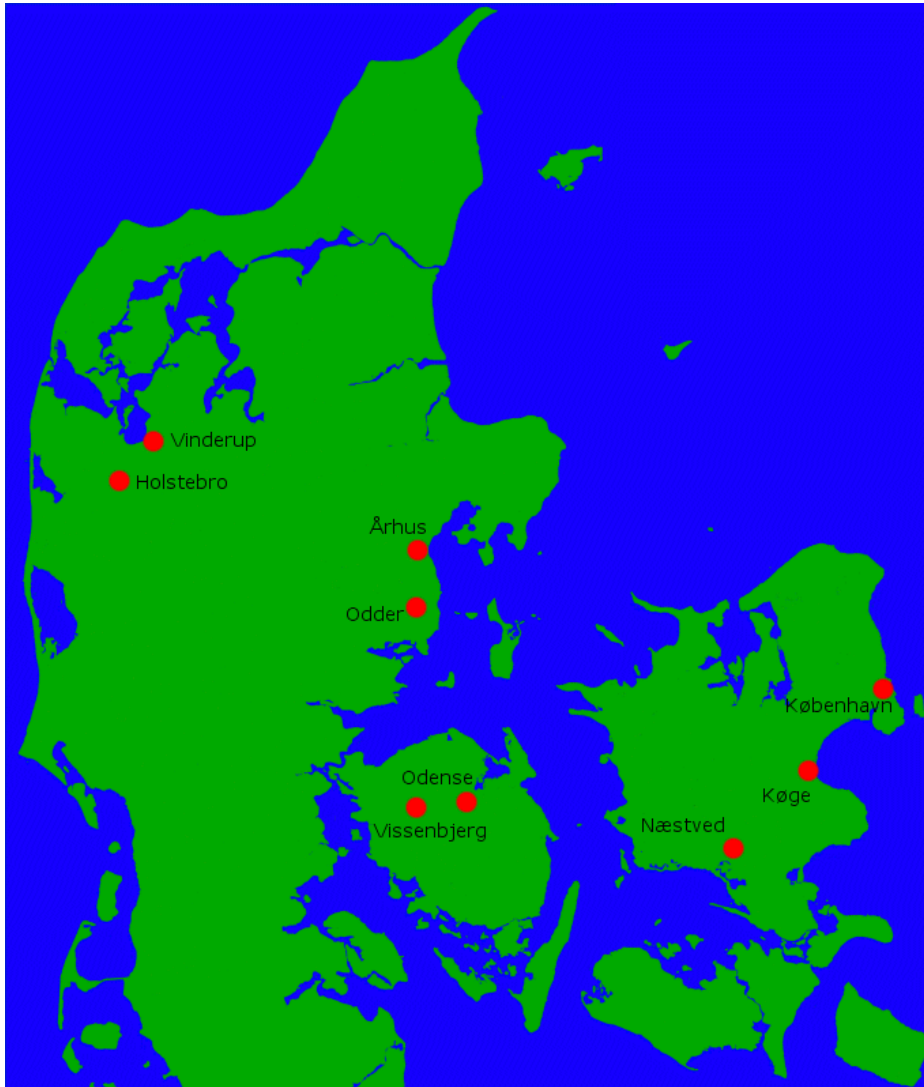 Vinderup
Holstebro
Århus
Odder
København
Odense
Køge
Vissenbjerg
Næstved